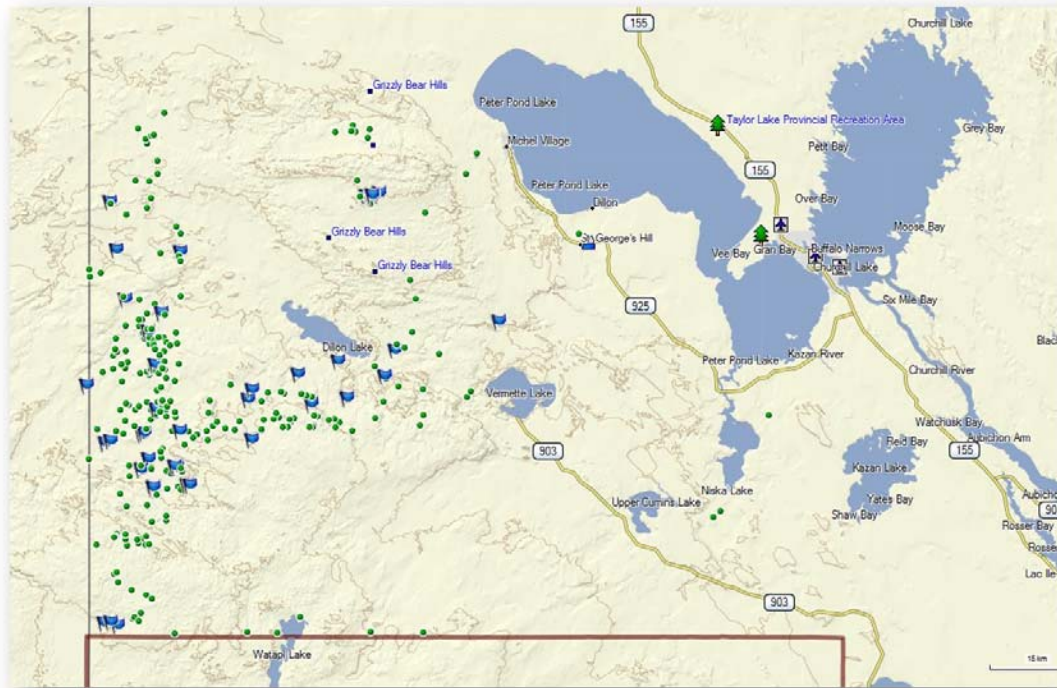 155
Churchill Lake
Grizzly Bear Hills
Peter Pond Lake
Taylor Lake Provincial Recreation Area
Grey Bay
Michel Village
Petit Bay
155
Peter Pond Lake
Over Bay
Dillon
Moose Bay
Grizzly Bear Hills
St. George's Hill
Gran Bay
Buffalo Narrows
Vee Bay
Grizzly Bear Hills
Churchill Lake
Six Mile Bay
925
Dillon Lake
Kazan River
Peter Pond Lake
Churchill River
Vermette Lake
Watchusk Bay
Reid Bay
Aubichon Arm
903
155
Kazan Lake
Niska Lake
Yates Bay
Upper Cumins Lake
Shaw Bay
Rosser Bay
903
Watapi Lake
15 km